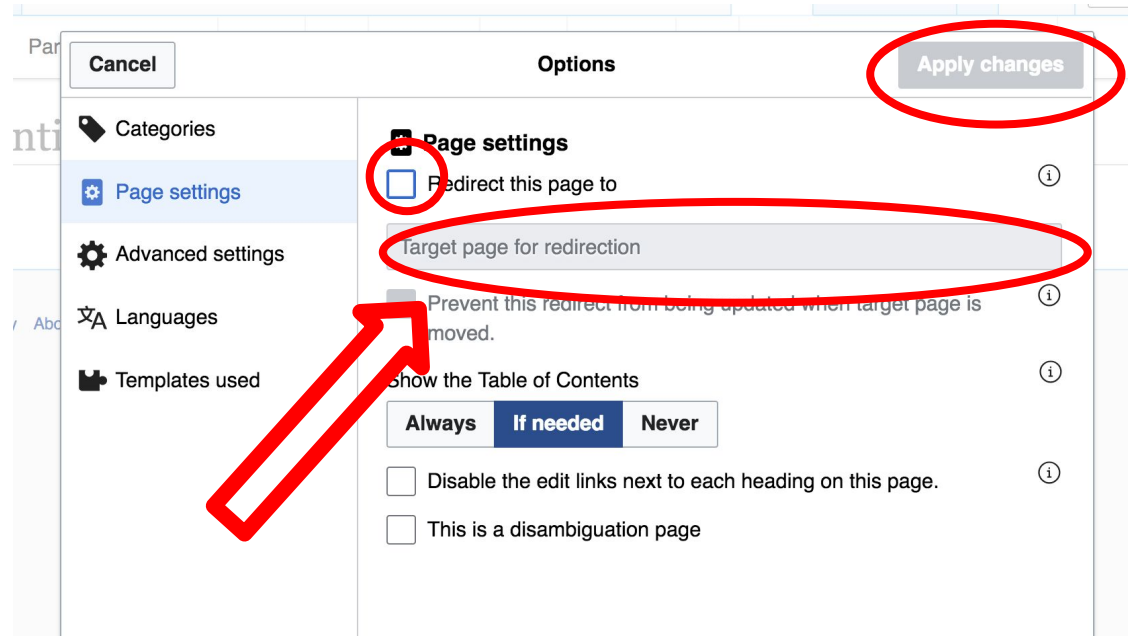 Par
Cancel
Options
Apply changes
nti
Categories
Page settings
Advanced settings
Languages
Templates used
Abo
Page settings
Redirect this page to
Target page for redirection
Prevent this redirect from being updated when target page is
moved.
Show the Table of Contents
Always If needed Never
Disable the edit links next to each heading on this page.
This is a disambiguation page